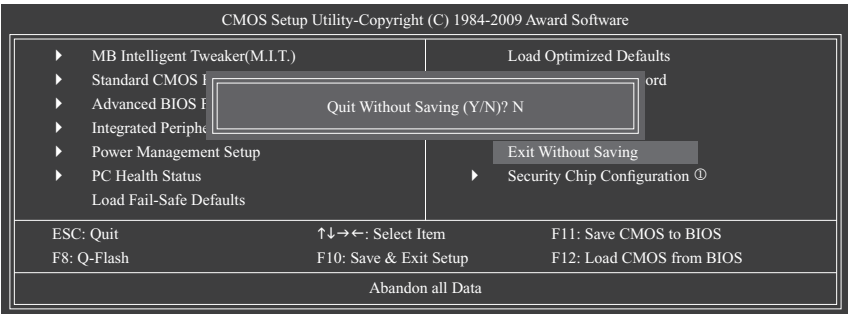 CMOS Setup Utility-Copyright (C) 1984-2009 Award Software
MB Intelligent Tweaker(M.I.T.)
Load Optimized Defaults
Standard CMOS
Advanced BIOS
Integrated
Quit Without Saving (Y/N)? N
Power Management Setup
Exit Without Saving
PC Health Status
Security Chip Configuration ①
Load Fail-Safe Defaults
ESC: Quit
↑↓→←: Select Item
F11: Save CMOS to BIOS
F8: Q-Flash
F10: Save & Exit Setup
F12: Load CMOS from BIOS
Abandon all Data